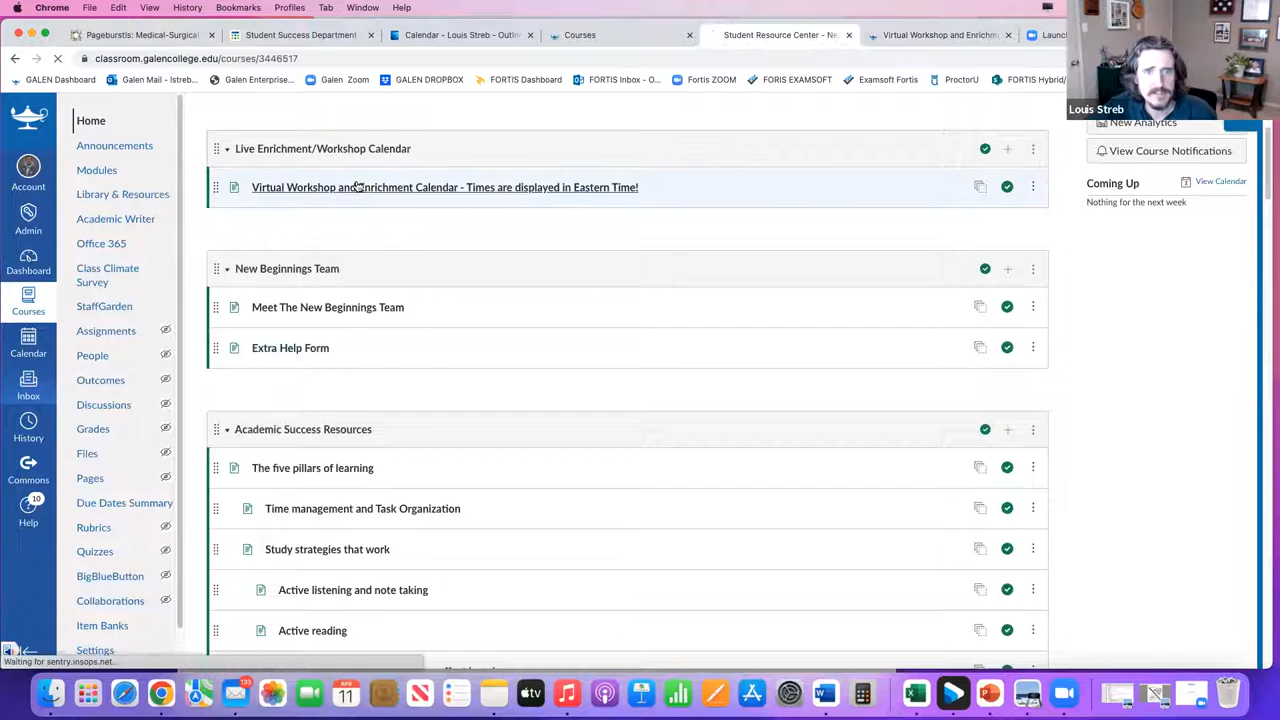 Chrome File Edit View History Bookmarks Profiles Tab Window Help
Pageburstls: Medical-Surgical
Student Success Department
Calendar - Louis Streb - Outlo
Courses
Student Resource Center - Ne
Virtual Workshop and Enrichm
Launch
classroom.galencollege.edu/courses/3446517
GALEN Dashboard
Galen Mail - lstreb...
Galen Enterprise...
Galen Zoom
GALEN DROPBOX
FORTIS Dashboard
FORTIS Inbox - O...
Fortis ZOOM
FORIS EXAMSOFT
Examsoft Fortis
ProctorU
FORTIS Hybrid/
Louis Streb
Account
Admin
Dashboard
Courses
Calendar
Inbox
History
Commons
10
Help
Home
Announcements
Modules
Library & Resources
Academic Writer
Office 365
Class Climate
Survey
StaffGarden
Assignments
People
Outcomes
Discussions
Grades
Files
Pages
Due Dates Summary
Rubrics
Quizzes
BigBlueButton
Collaborations
Item Banks
Settings
Live Enrichment/Workshop Calendar
Virtual Workshop and Enrichment Calendar - Times are displayed in Eastern Time!
New Beginnings Team
Meet The New Beginnings Team
Extra Help Form
Academic Success Resources
The five pillars of learning
Time management and Task Organization
Study strategies that work
Active listening and note taking
Active reading
New Analytics
View Course Notifications
Coming Up
View Calendar
Nothing for the next week
Waiting for sentry.insops.net...
133
APR
11
tv